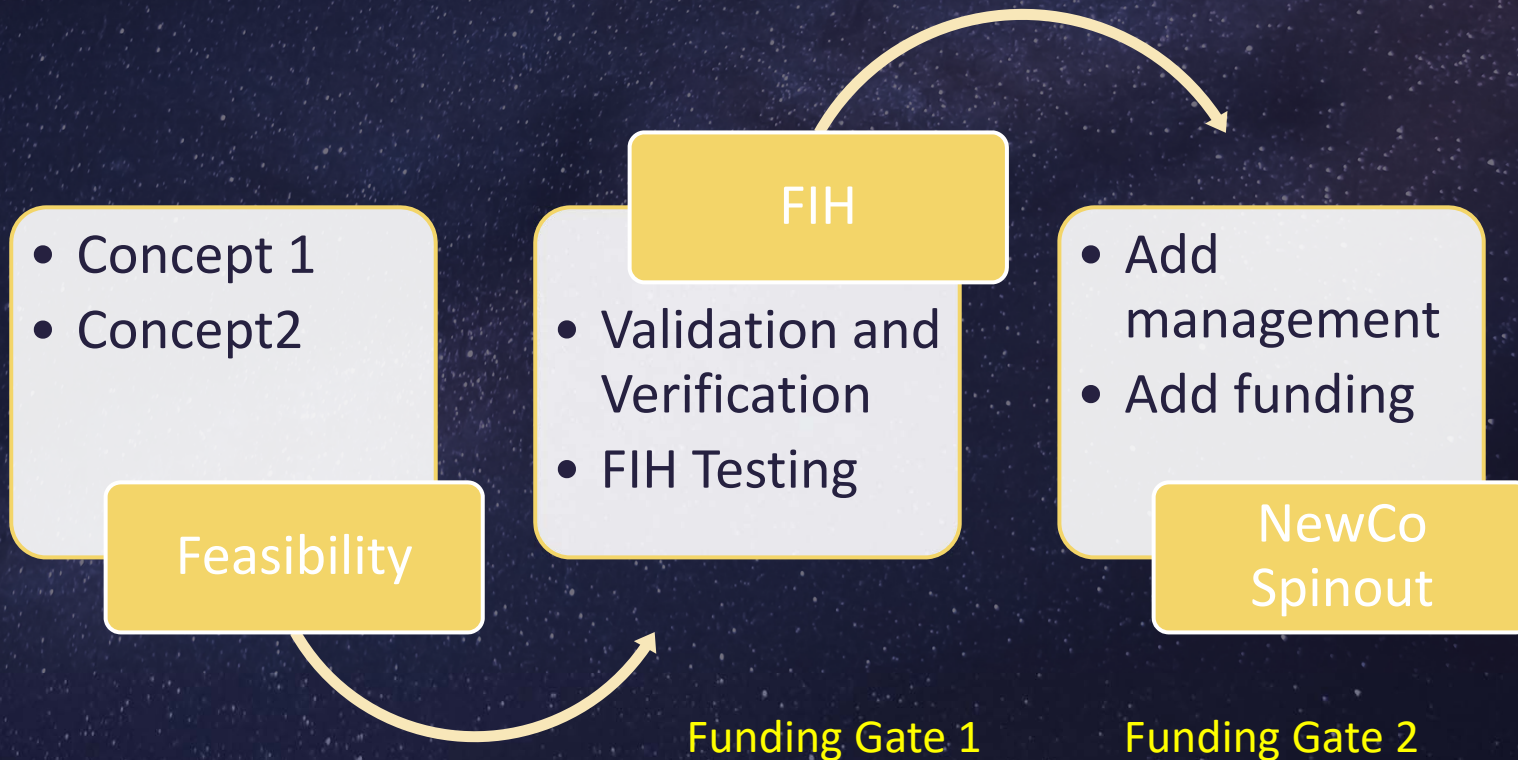 • Concept 1
• Concept2
Feasibility
FIH
• Validation and
Verification
• FIH Testing
• Add
management
• Add funding
NewCo
Spinout
Funding Gate 1
Funding Gate 2